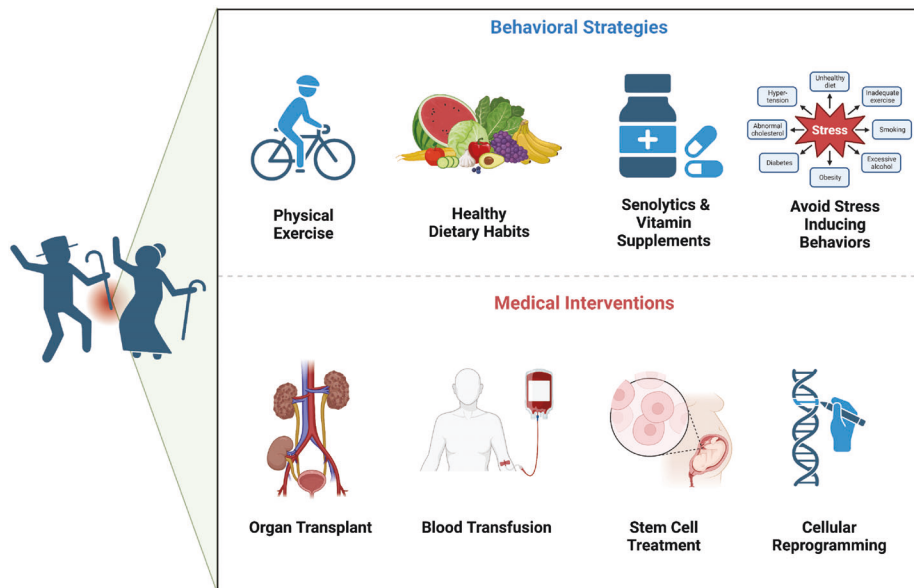 Behavioral Strategies
Physical
Exercise
Healthy
Dietary Habits
Senolytics &
Vitamin
Supplements
Unhealthy
diet
Hyper-
tension
Inadequate
exercise
Abnormal
cholesterol
Stress
Smoking
Diabetes
Excessive
alcohol
Obesity
Avoid Stress
Inducing
Behaviors
Medical Interventions
Organ Transplant
Blood Transfusion
Stem Cell
Treatment
Cellular
Reprogramming